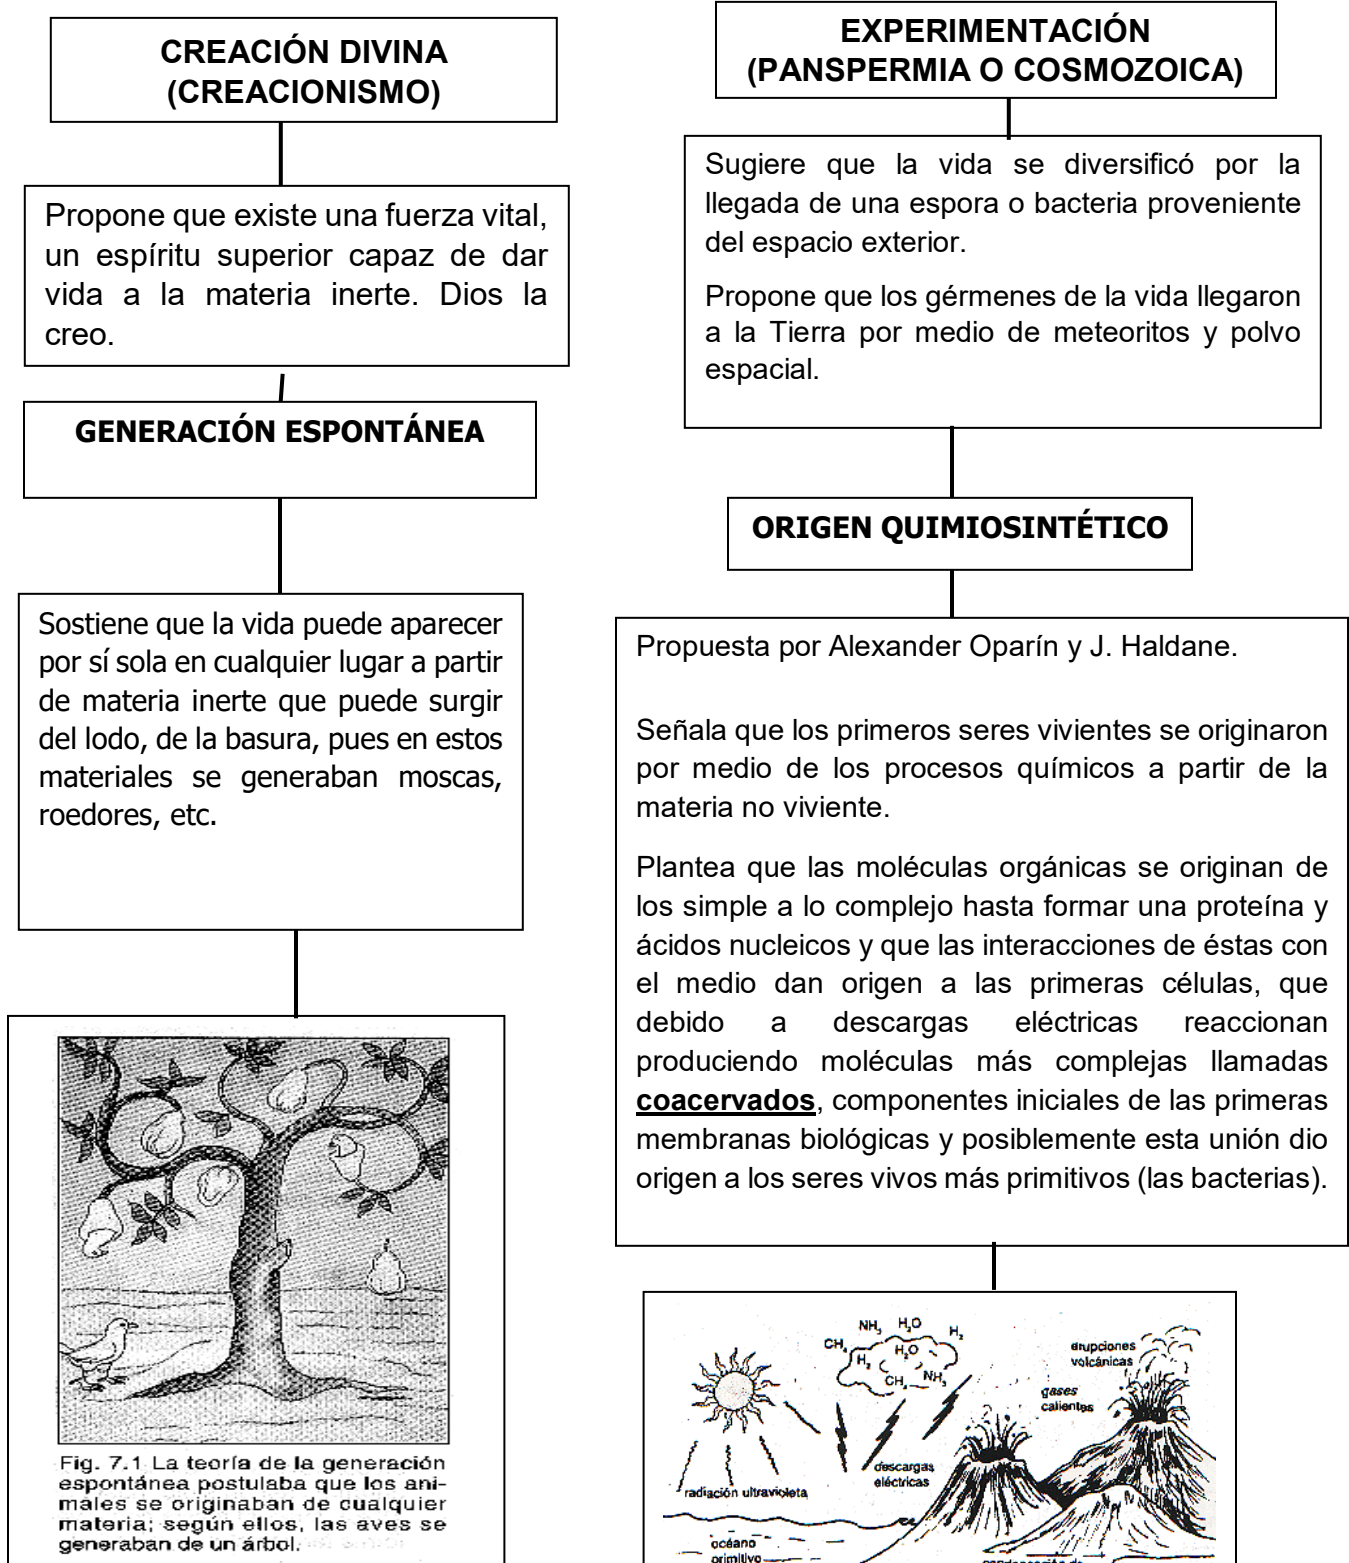 CREACIÓN DIVINA
(CREACIONISMO)
Propone que existe una fuerza vital,
un espíritu superior capaz de dar
vida a la materia inerte. Dios la
creo.
GENERACIÓN ESPONTÁNEA
Sostiene que la vida puede aparecer
por sí sola en cualquier lugar a partir
de materia inerte que puede surgir
del lodo, de la basura, pues en estos
materiales se generaban moscas,
roedores, etc.
Fig. 7.1 La teoría de la generación
espontánea postulaba que los ani-
males se originaban de cualquier
materia; según ellos, las aves se
generaban de un árbol.
EXPERIMENTACIÓN
(PANSPERMIA O COSMOZOICA)
Sugiere que la vida se diversificó por la
llegada de una espora o bacteria proveniente
del espacio exterior.
Propone que los gérmenes de la vida llegaron
a la Tierra por medio de meteoritos y polvo
espacial.
ORIGEN QUIMIOSINTÉTICO
Propuesta por Alexander Oparín y J. Haldane.
Señala que los primeros seres vivientes se originaron
por medio de los procesos químicos a partir de la
materia no viviente.
Plantea que las moléculas orgánicas se originan de
los simple a lo complejo hasta formar una proteína y
ácidos nucleicos y que las interacciones de éstas con
el medio dan origen a las primeras células, que
debido a descargas eléctricas reaccionan
produciendo moléculas más complejas llamadas
coacervados, componentes iniciales de las primeras
membranas biológicas y posiblemente esta unión dio
origen a los seres vivos más primitivos (las bacterias).
NH₃ H₂O H₂
CH₄ H₂ H₂O
CH₄ NH₃
erupciones
volcánicas
gases
calientes
descargas
eléctricas
radiación ultravioleta
océano
primitivo